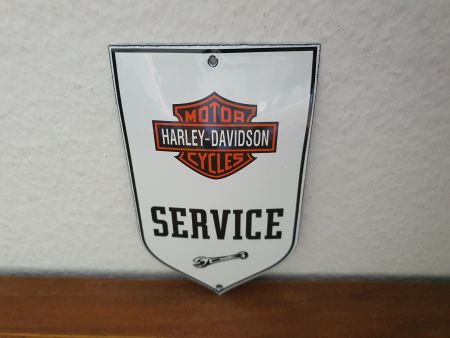 MOTOR
HARLEY-DAVIDSON
CYCLES
SERVICE